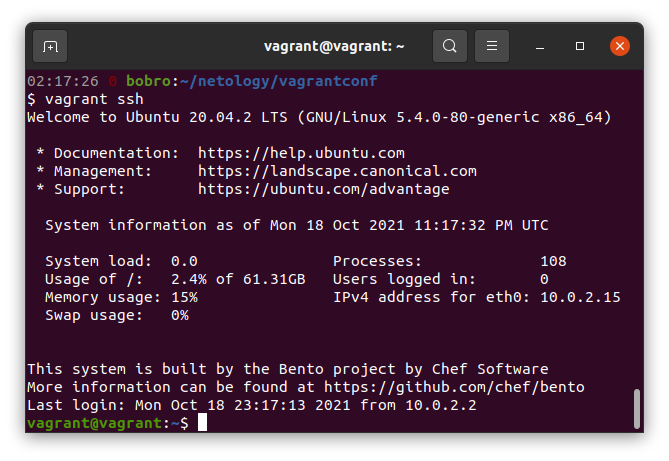 vagrant@vagrant: ~
02:17:26 0 bobro:~/netology/vagrantconf
$ vagrant ssh
Welcome to Ubuntu 20.04.2 LTS (GNU/Linux 5.4.0-80-generic x86_64)
 * Documentation:  https://help.ubuntu.com
 * Management:     https://landscape.canonical.com
 * Support:        https://ubuntu.com/advantage
  System information as of Mon 18 Oct 2021 11:17:32 PM UTC
  System load:  0.0               Processes:             108
  Usage of /:   2.4% of 61.31GB   Users logged in:       0
  Memory usage: 15%               IPv4 address for eth0: 10.0.2.15
  Swap usage:   0%
This system is built by the Bento project by Chef Software
More information can be found at https://github.com/chef/bento
Last login: Mon Oct 18 23:17:13 2021 from 10.0.2.2
vagrant@vagrant:~$